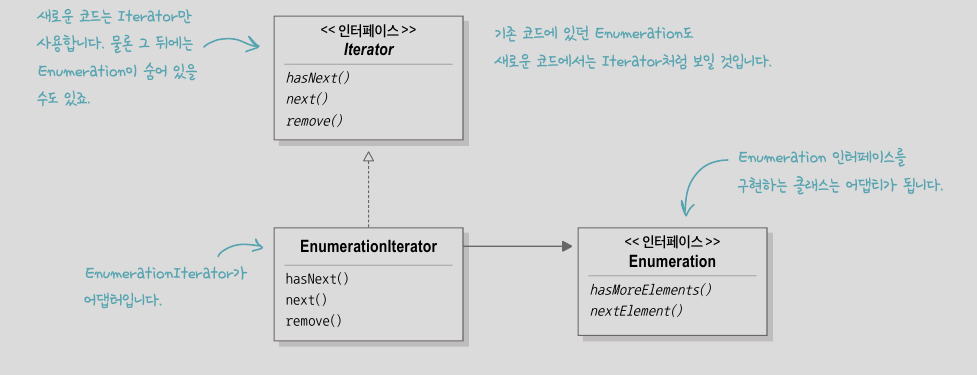 새로운 코드는 Iterator만
사용합니다. 물론 그 뒤에는
Enumeration이 숨어 있을
수도 있죠.
<< 인터페이스 >>
Iterator
hasNext()
next()
remove()
기존 코드에 있던 Enumeration도
새로운 코드에서는 Iterator처럼 보일 것입니다.
Enumeration 인터페이스를
구현하는 클래스는 어댑티가 됩니다.
EnumerationIterator가
어댑터입니다.
EnumerationIterator
hasNext()
next()
remove()
<< 인터페이스 >>
Enumeration
hasMoreElements()
nextElement()